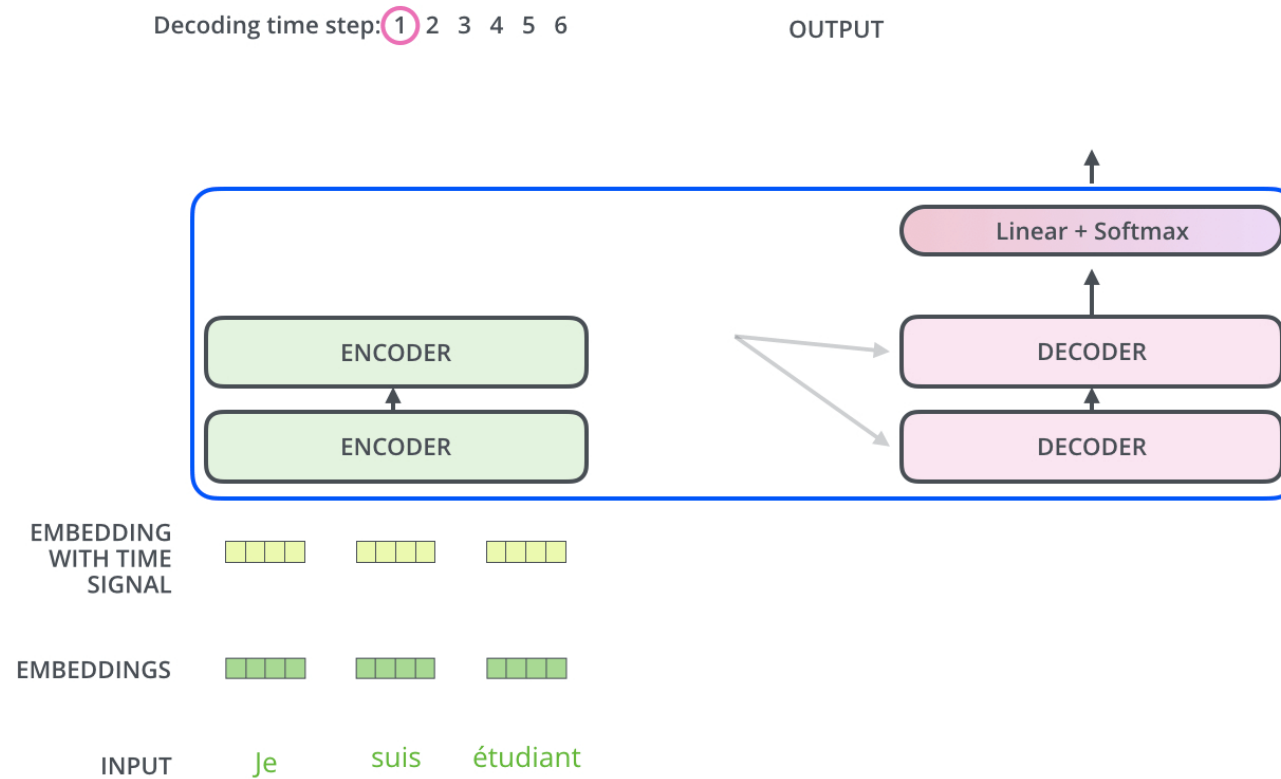 Decoding time step: 1 2 3 4 5 6
OUTPUT
Linear + Softmax
ENCODER
DECODER
ENCODER
DECODER
EMBEDDING
WITH TIME
SIGNAL
EMBEDDINGS
INPUT Je suis étudiant